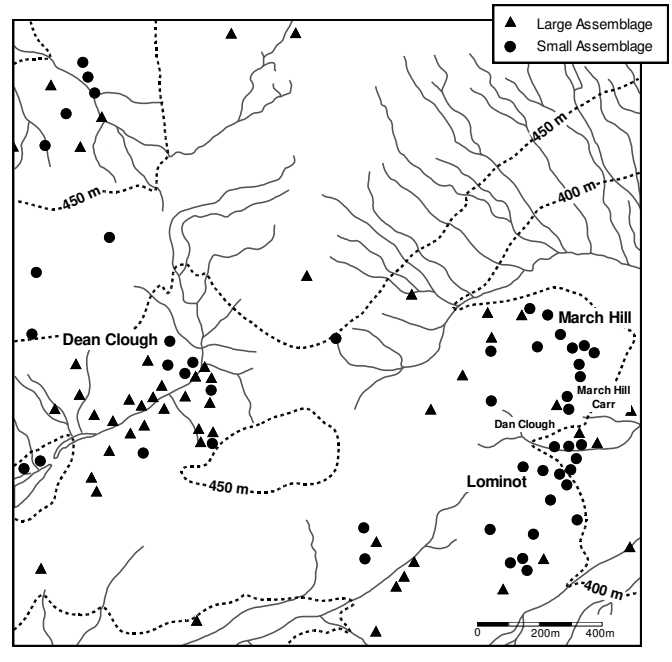 Large Assemblage
Small Assemblage
450 m
400 m
450 m
March Hill
Dean Clough
March Hill
Carr
Dan Clough
Lominot
450 m
400 m
0 200m 400m